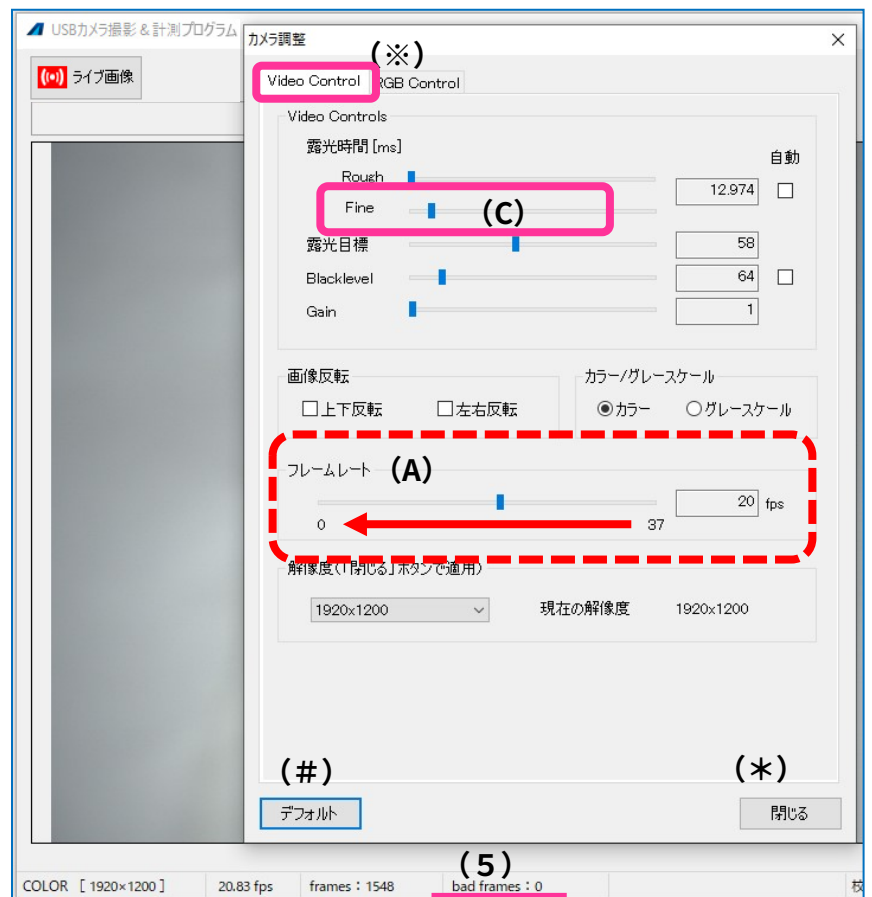 USBカメラ撮影&計測プログラム
カメラ調整
(※)
ライブ画像
Video Control
RGB Control
Video Controls
露光時間 [ms]
自動
Rough
12.974
Fine
(C)
露光目標
58
Blacklevel
64
Gain
1
画像反転
カラー/グレースケール
上下反転
左右反転
カラー
グレースケール
フレームレート
(A)
20 fps
0
37
解像度(「閉じる」ボタンで適用)
1920x1200
現在の解像度
1920x1200
(#)
(*)
デフォルト
閉じる
(5)
COLOR [ 1920×1200 ]
20.83 fps
frames : 1548
bad frames : 0